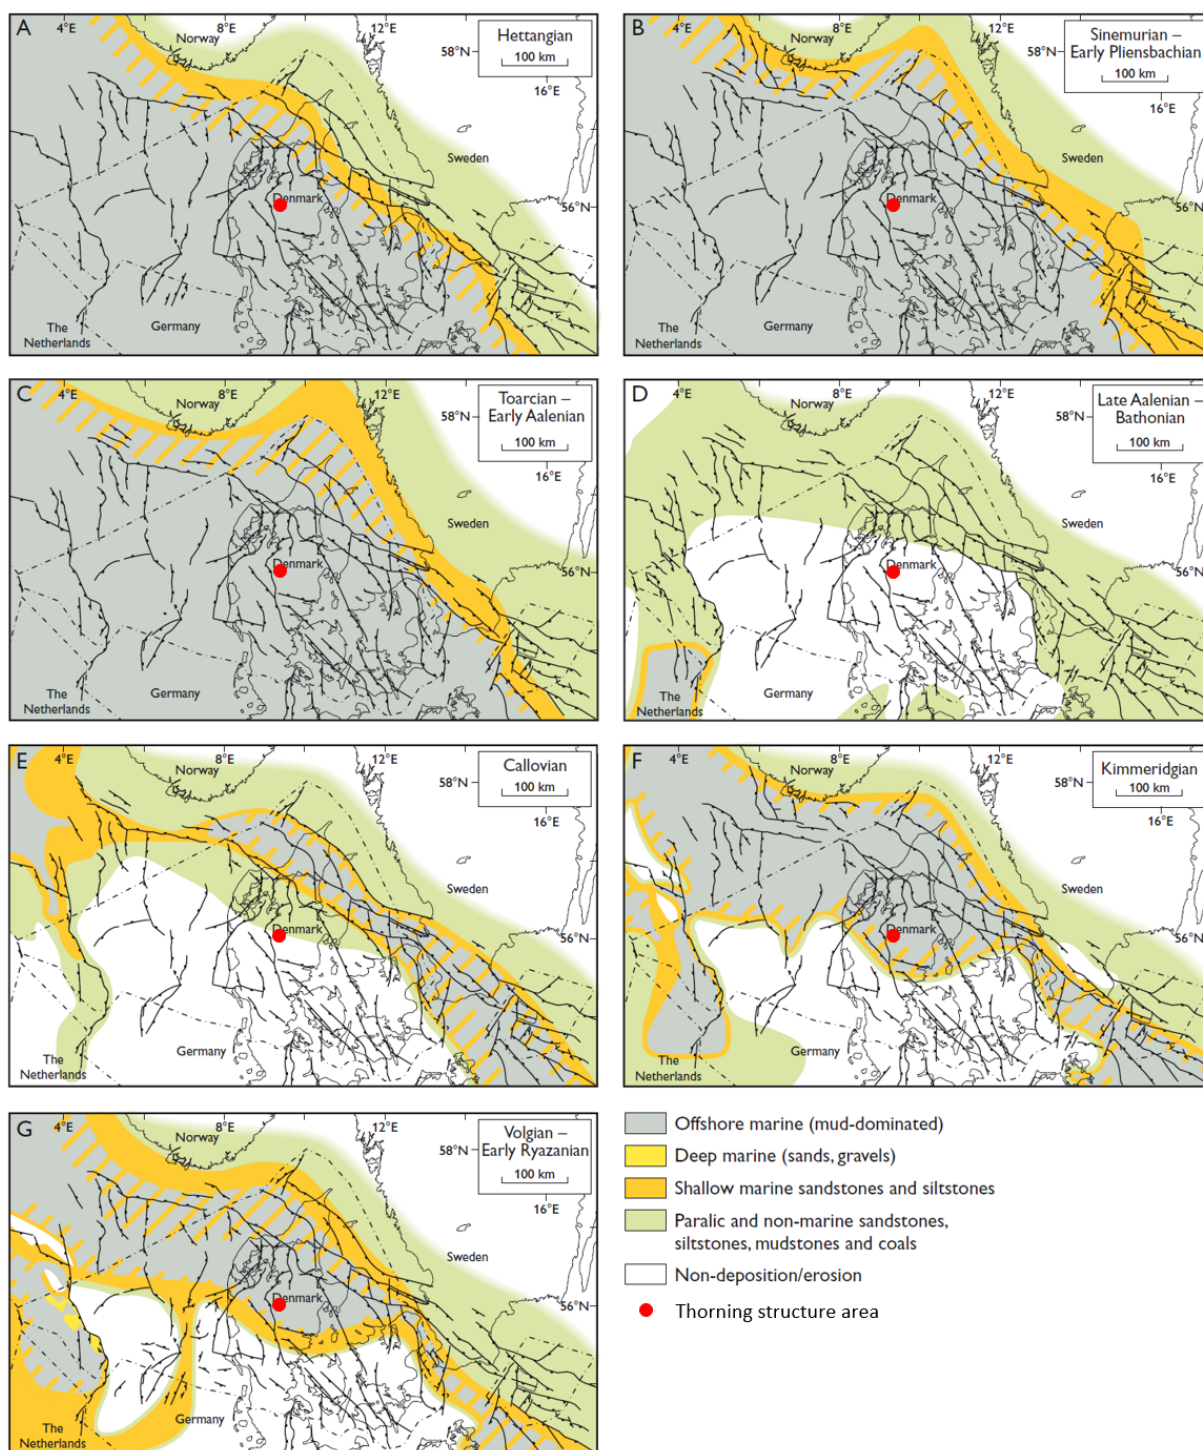 A
4°E
8°E
12°E
Norway
Hettangian
100 km
58°N
16°E
Sweden
Denmark
56°N
The
Netherlands
Germany
B
4°E
8°E
12°E
Norway
Sinemurian –
Early Pliensbachian
100 km
58°N
16°E
Sweden
Denmark
56°N
The
Netherlands
Germany
C
4°E
8°E
12°E
Norway
Toarcian –
Early Aalenian
100 km
58°N
16°E
Sweden
Denmark
56°N
The
Netherlands
Germany
D
4°E
8°E
12°E
Norway
Late Aalenian –
Bathonian
100 km
58°N
16°E
Sweden
Denmark
56°N
The
Netherlands
Germany
E
4°E
8°E
12°E
Norway
Callovian
100 km
58°N
16°E
Sweden
Denmark
56°N
The
Netherlands
Germany
F
4°E
8°E
12°E
Norway
Kimmeridgian
100 km
58°N
16°E
Sweden
Denmark
56°N
The
Netherlands
Germany
G
4°E
8°E
12°E
Norway
Volgian –
Early Ryazanian
100 km
58°N
16°E
Sweden
Denmark
56°N
The
Netherlands
Germany
Offshore marine (mud-dominated)
Deep marine (sands, gravels)
Shallow marine sandstones and siltstones
Paralic and non-marine sandstones,
siltstones, mudstones and coals
Non-deposition/erosion
Thorning structure area